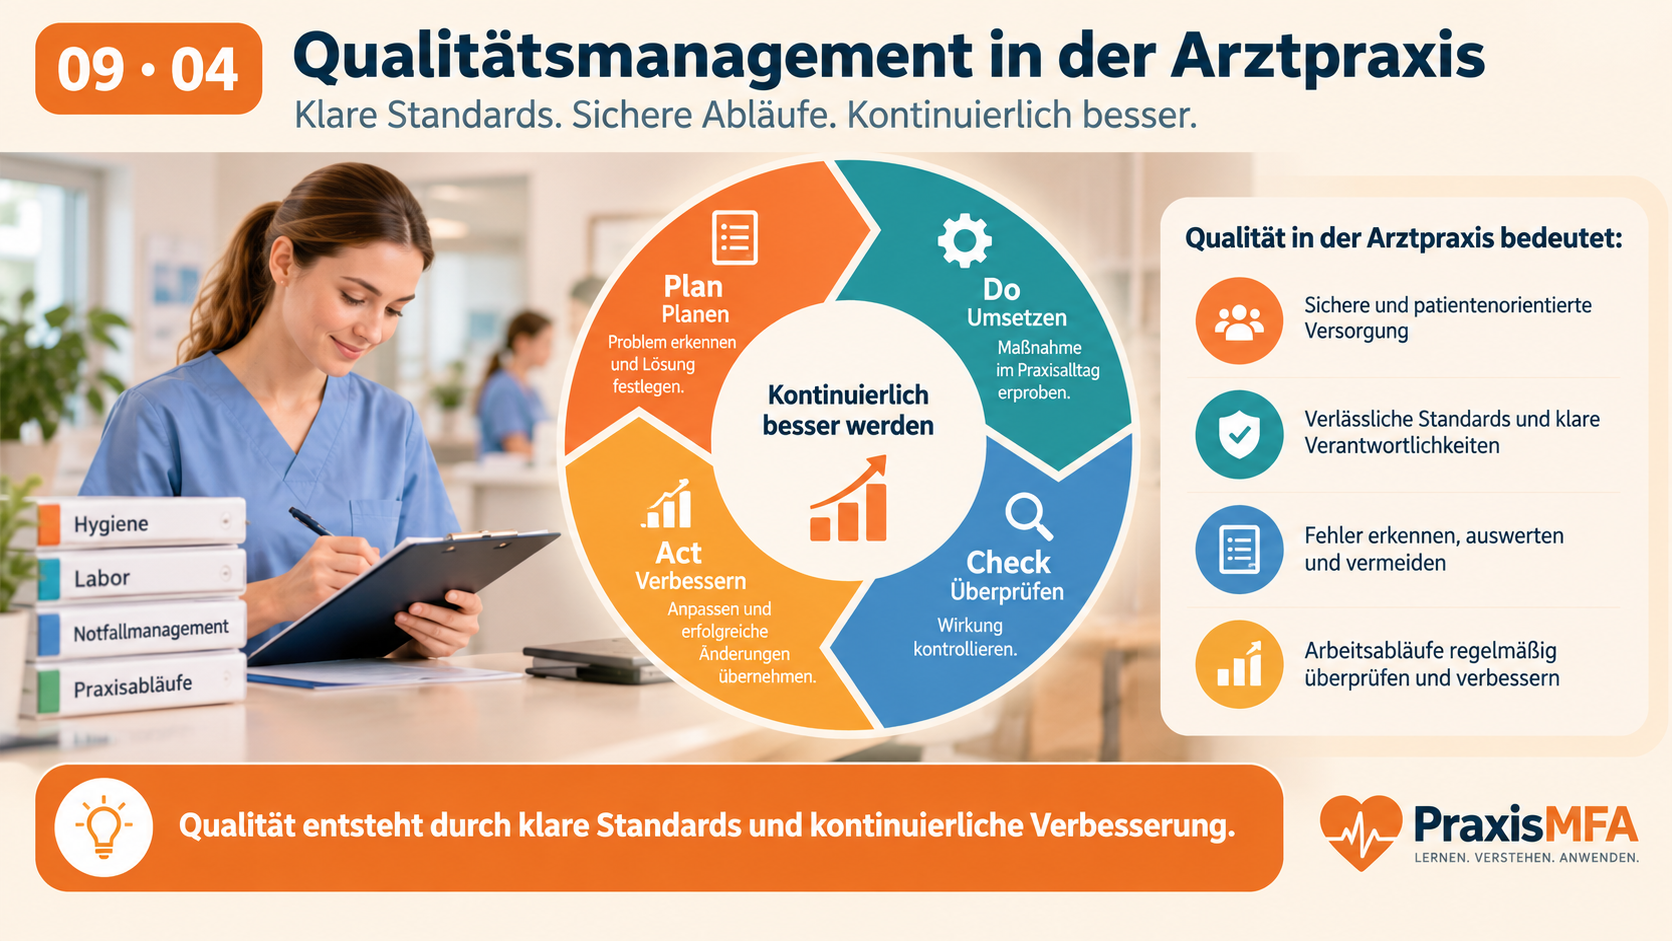 09 · 04
Qualitätsmanagement in der Arztpraxis
Klare Standards. Sichere Abläufe. Kontinuierlich besser.
Plan
Planen
Problem erkennen
und Lösung
festlegen.
Do
Umsetzen
Maßnahme
im Praxisalltag
erproben.
Kontinuierlich
besser werden
Check
Überprüfen
Wirkung
kontrollieren.
Act
Verbessern
Anpassen und
erfolgreiche
Änderungen
übernehmen.
Hygiene
Labor
Notfallmanagement
Praxisabläufe
Qualität in der Arztpraxis bedeutet:
Sichere und patientenorientierte
Versorgung
Verlässliche Standards und klare
Verantwortlichkeiten
Fehler erkennen, auswerten
und vermeiden
Arbeitsabläufe regelmäßig
überprüfen und verbessern
Qualität entsteht durch klare Standards und kontinuierliche Verbesserung.
PraxisMFA
LERNEN. VERSTEHEN. ANWENDEN.